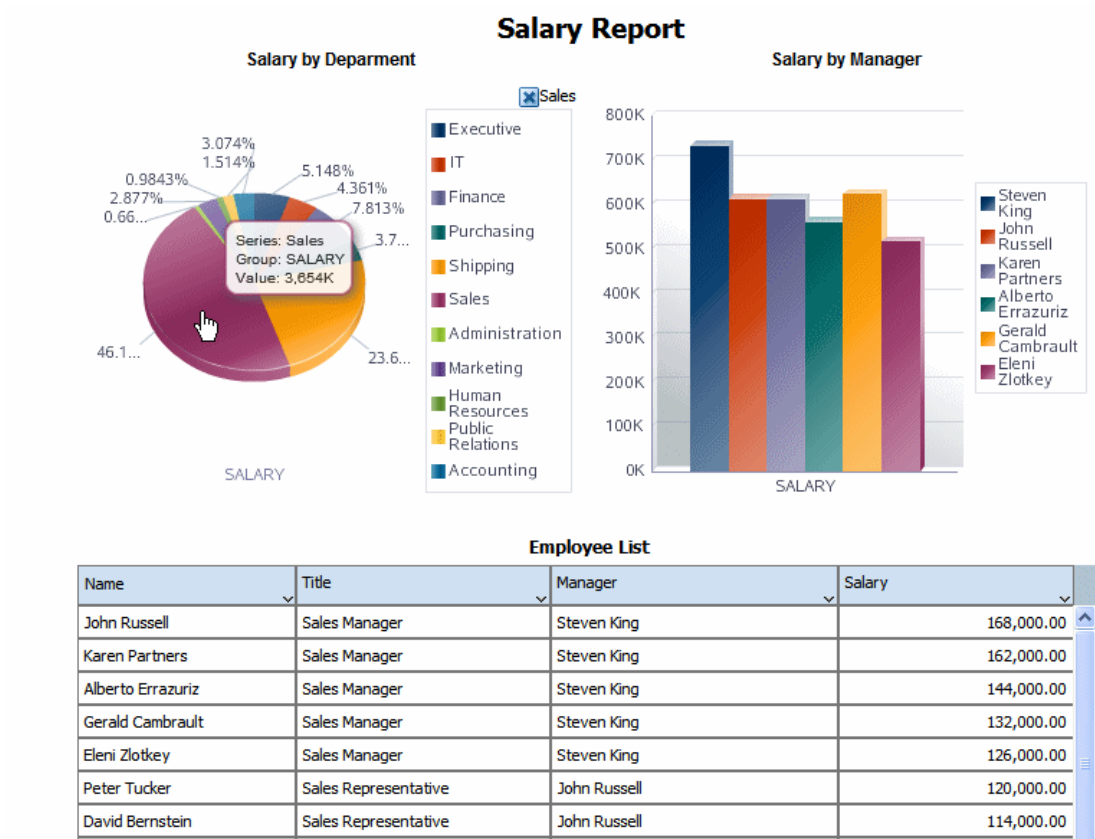 Salary Report
Salary by Deparment
Salary by Manager
Sales
3.074%
1.514%
0.9843%
2.877%
0.66...
5.148%
4.361%
7.813%
3.7...
23.6...
46.1...
Series: Sales
Group: SALARY
Value: 3,654K
SALARY
Executive
IT
Finance
Purchasing
Shipping
Sales
Administration
Marketing
Human
Resources
Public
Relations
Accounting
800K
700K
600K
500K
400K
300K
200K
100K
0K
SALARY
Steven
King
John
Russell
Karen
Partners
Alberto
Errazuriz
Gerald
Cambrault
Eleni
Zlotkey
Employee List
Name Title Manager Salary
John Russell Sales Manager Steven King 168,000.00
Karen Partners Sales Manager Steven King 162,000.00
Alberto Errazuriz Sales Manager Steven King 144,000.00
Gerald Cambrault Sales Manager Steven King 132,000.00
Eleni Zlotkey Sales Manager Steven King 126,000.00
Peter Tucker Sales Representative John Russell 120,000.00
David Bernstein Sales Representative John Russell 114,000.00